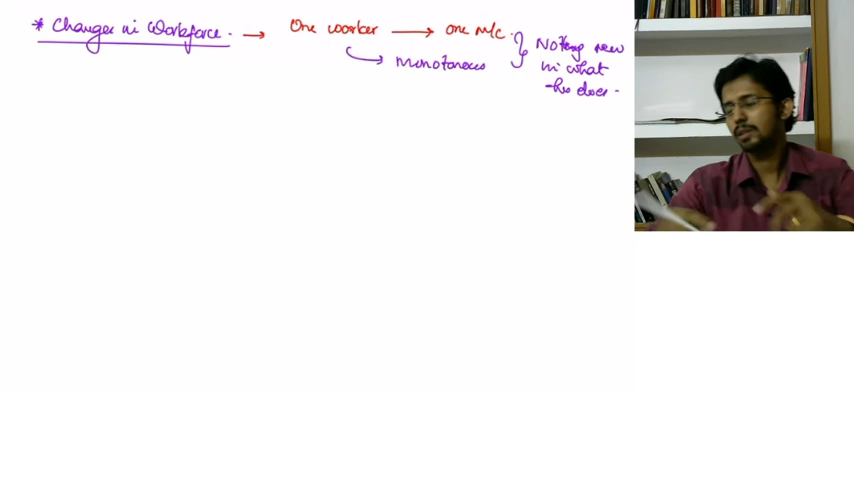 * Changes in Workforce. → One worker → one M/c.
Monotonous
Nothing new
in what
he does.